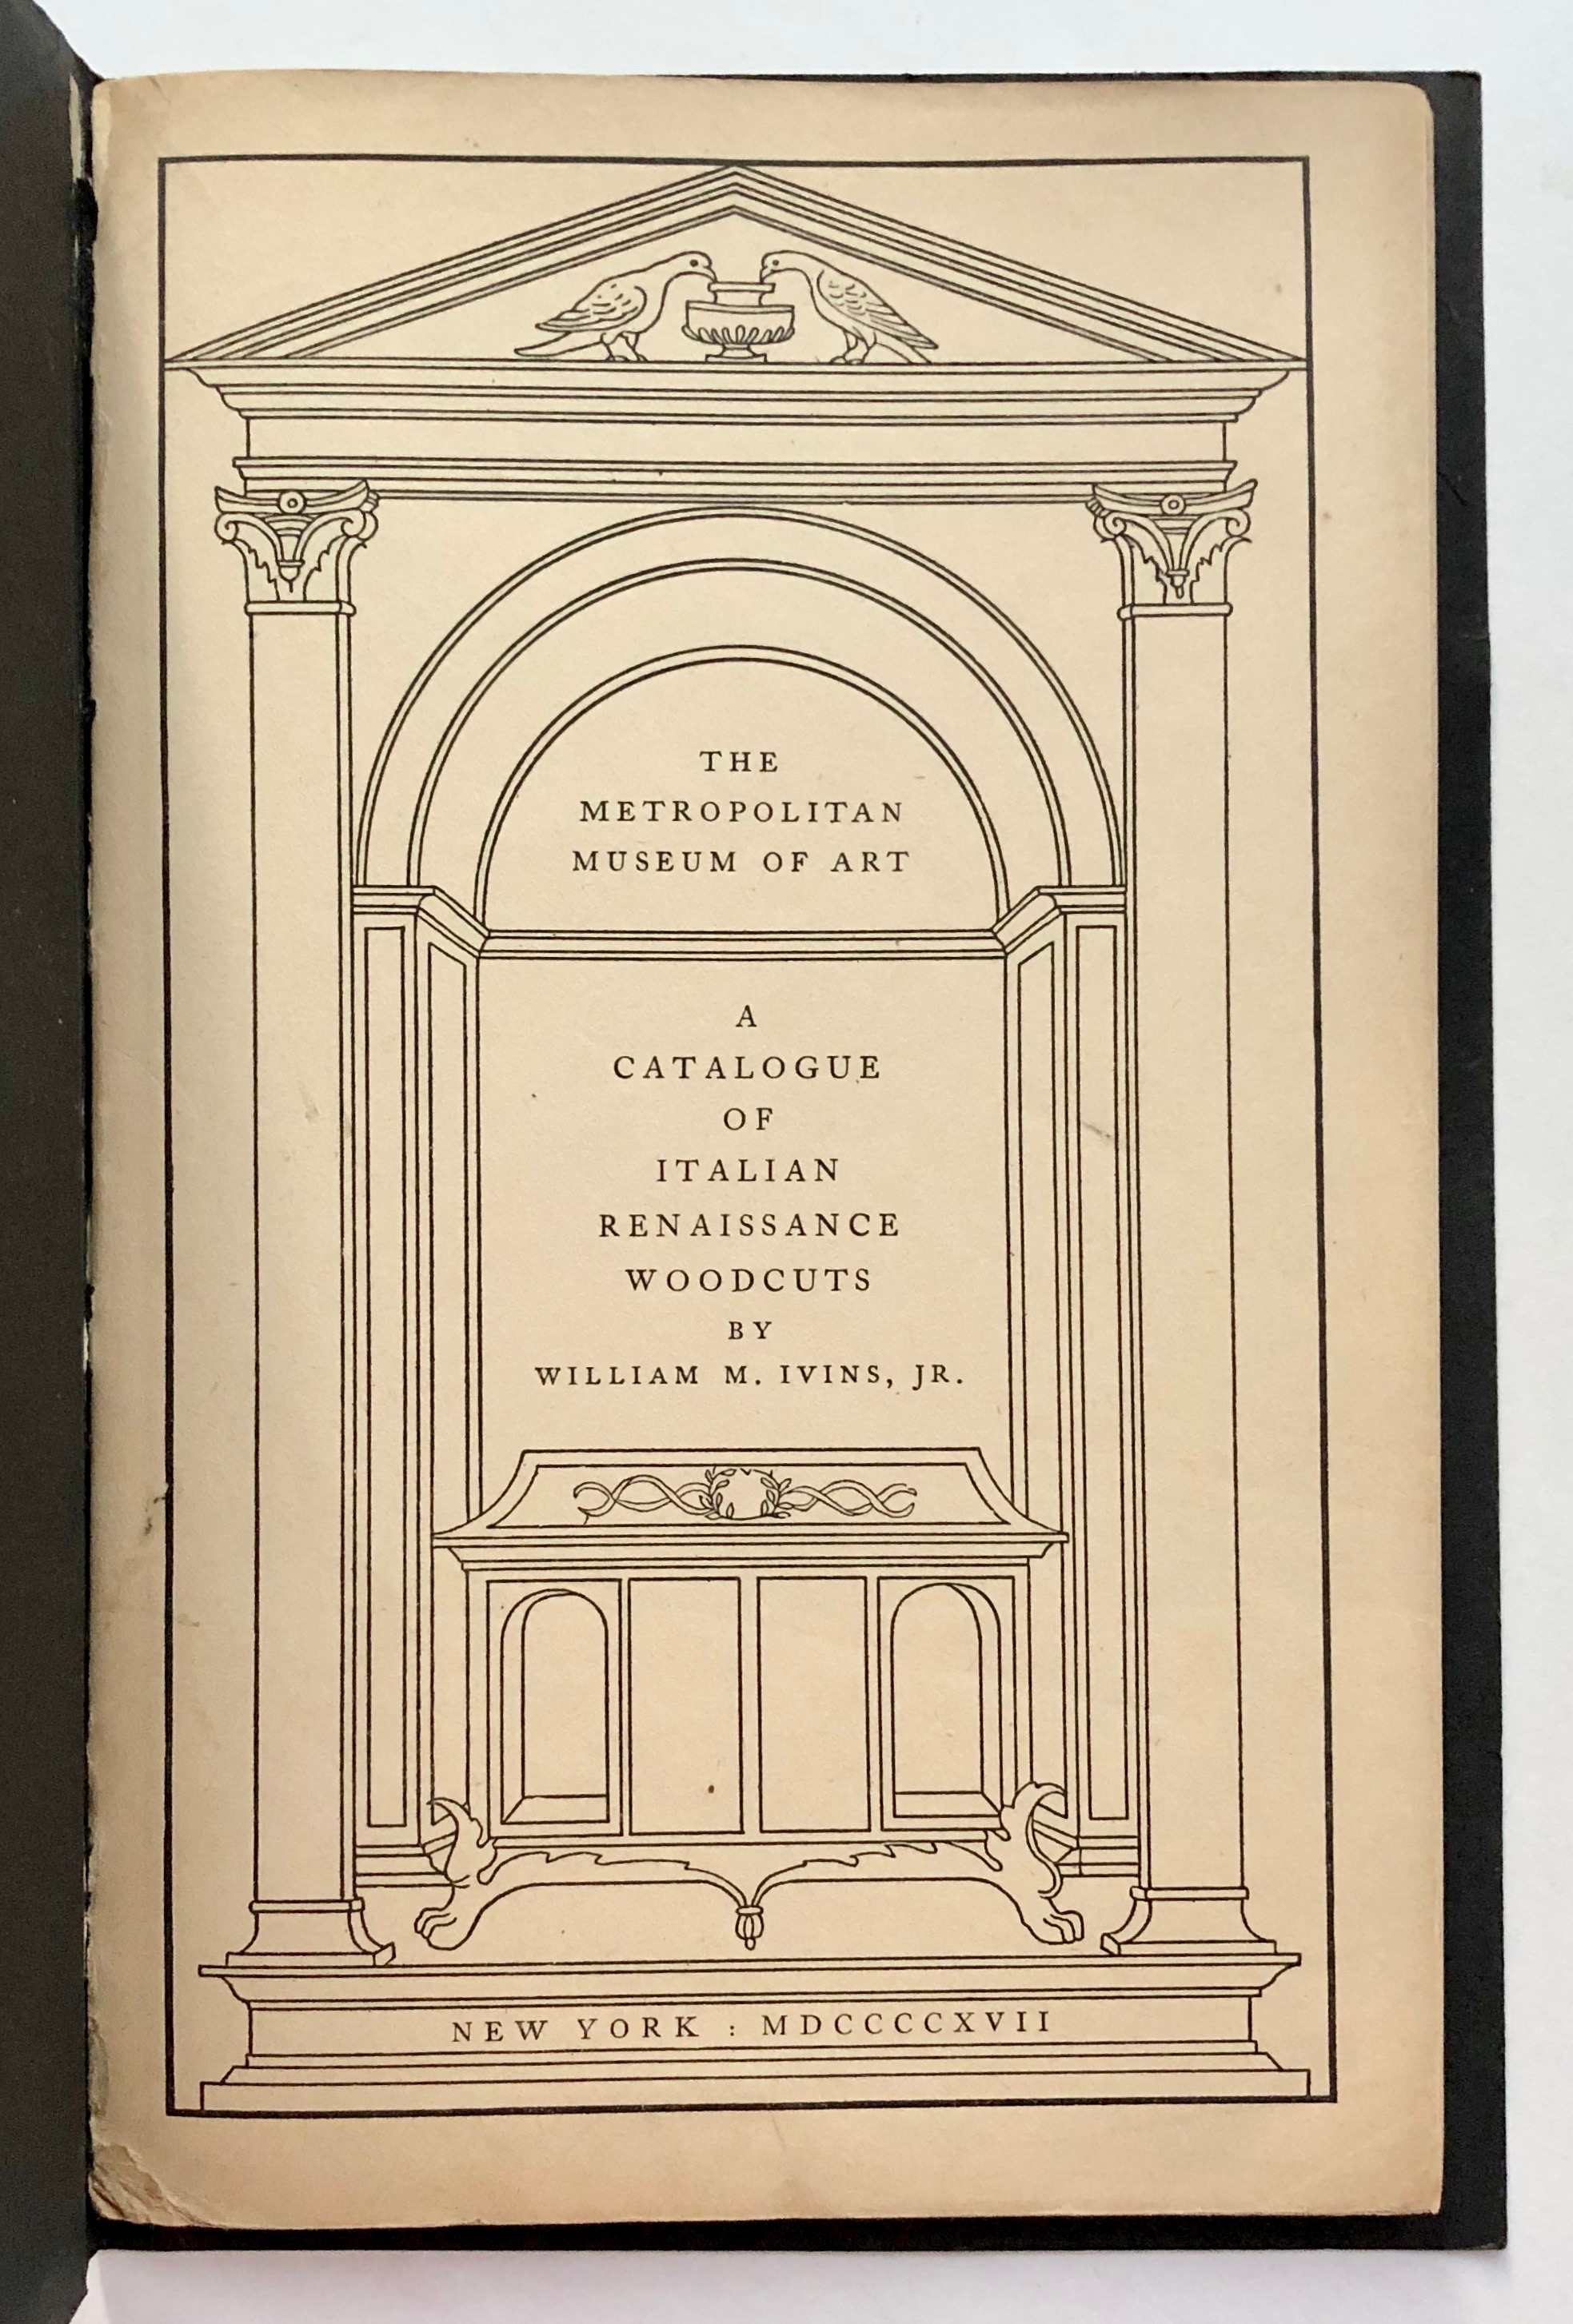 THE
METROPOLITAN
MUSEUM OF ART
A
CATALOGUE
OF
ITALIAN
RENAISSANCE
WOODCUTS
BY
WILLIAM M. IVINS, JR.
NEW YORK : MDCCCCXVII